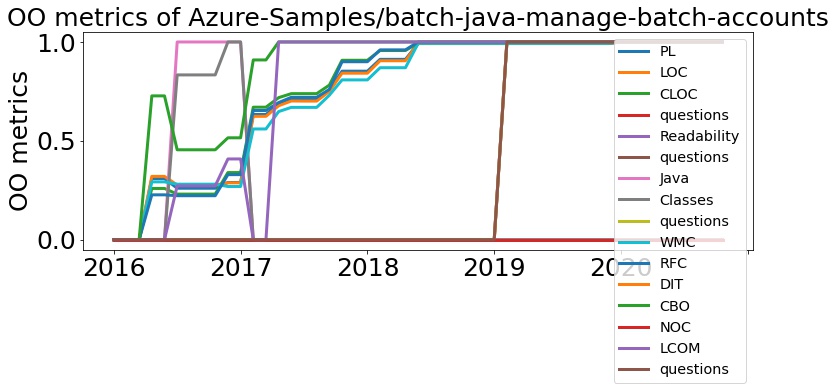 OO metrics of Azure-Samples/batch-java-manage-batch-accounts
OO metrics
1.0
0.5
0.0
2016
2017
2018
2019
2020
PL
LOC
CLOC
questions
Readability
questions
Java
Classes
questions
WMC
RFC
DIT
CBO
NOC
LCOM
questions